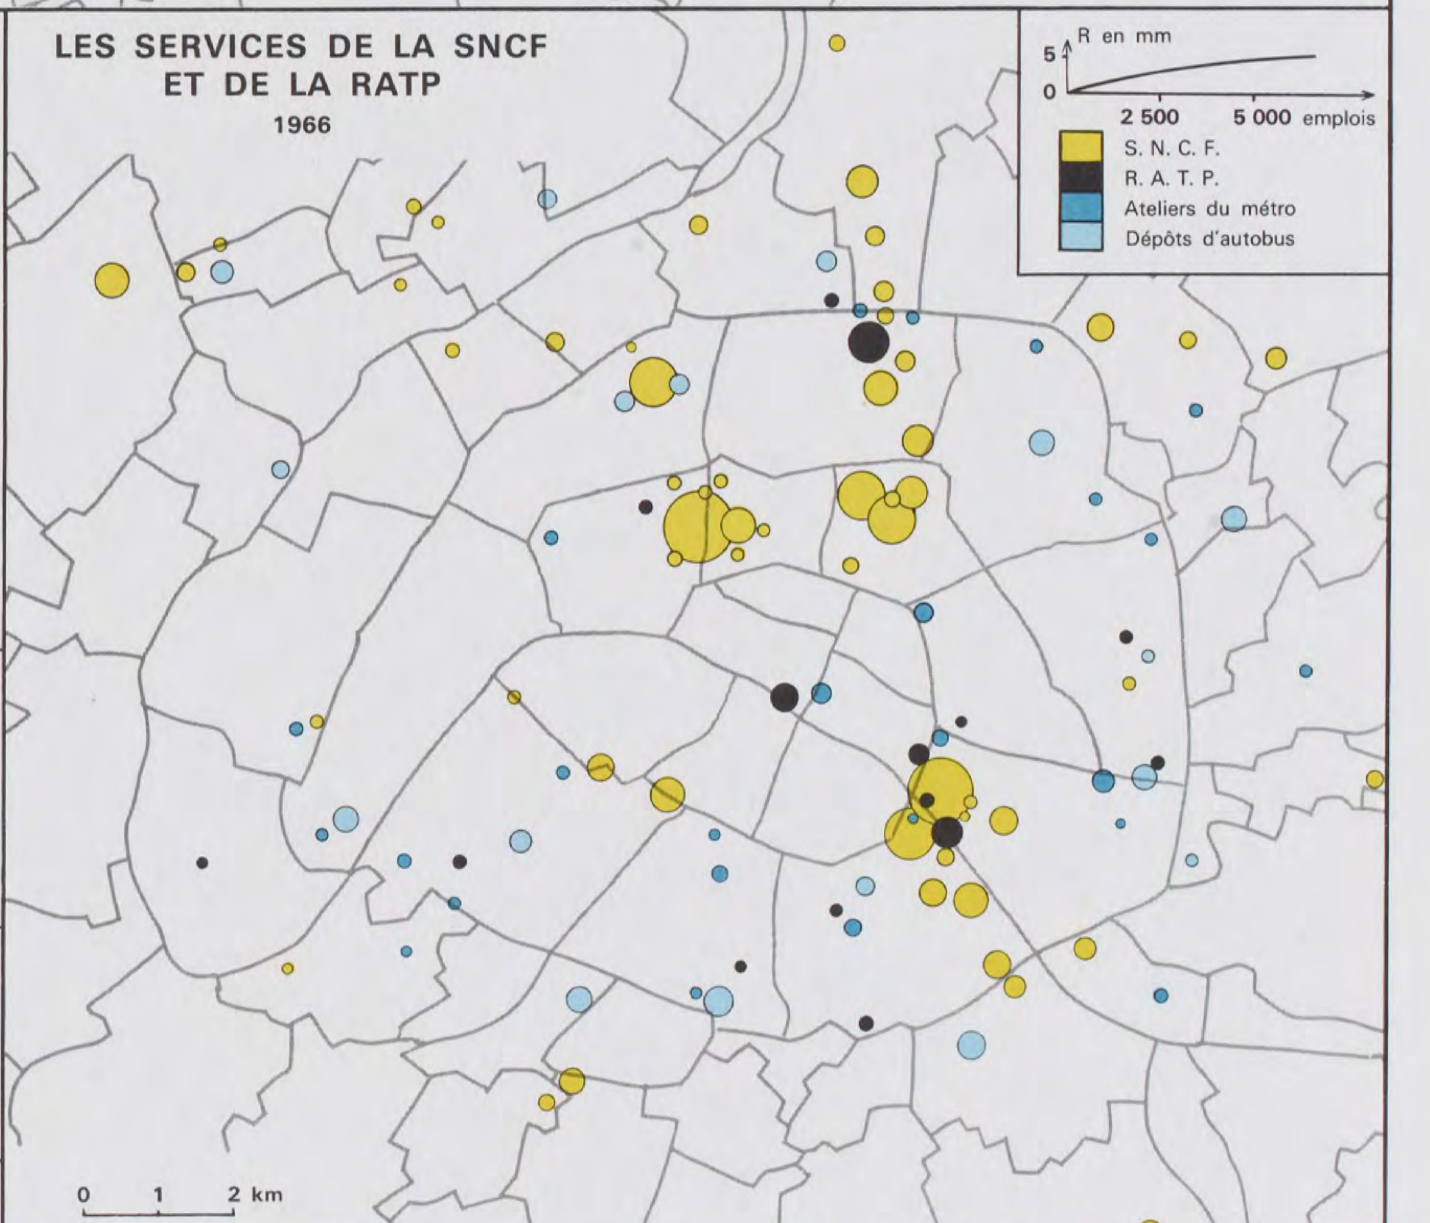 LES SERVICES DE LA SNCF
ET DE LA RATP
1966
R en mm
5
0
2 500 5 000 emplois
S. N. C. F.
R. A. T. P.
Ateliers du métro
Dépôts d'autobus
0 1 2 km